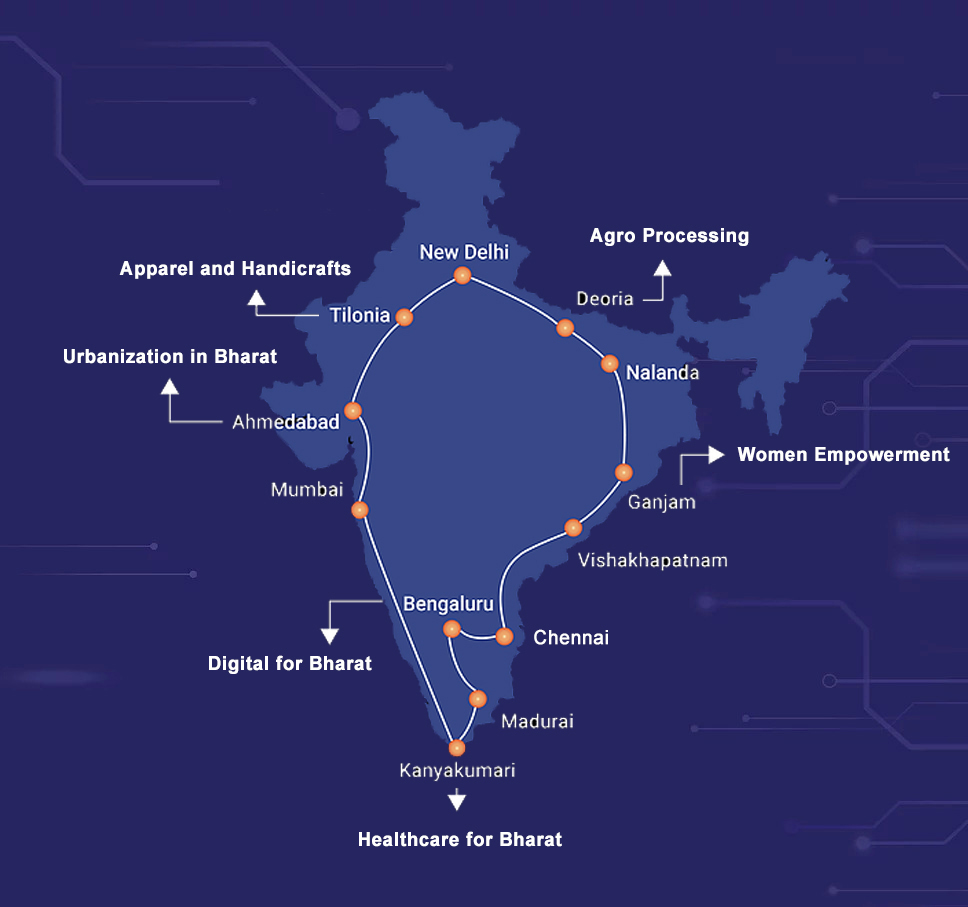 Agro Processing
New Delhi
Apparel and Handicrafts
Deoria
Tilonia
Urbanization in Bharat
Nalanda
Ahmedabad
Women Empowerment
Mumbai
Ganjam
Vishakhapatnam
Bengaluru
Chennai
Digital for Bharat
Madurai
Kanyakumari
Healthcare for Bharat